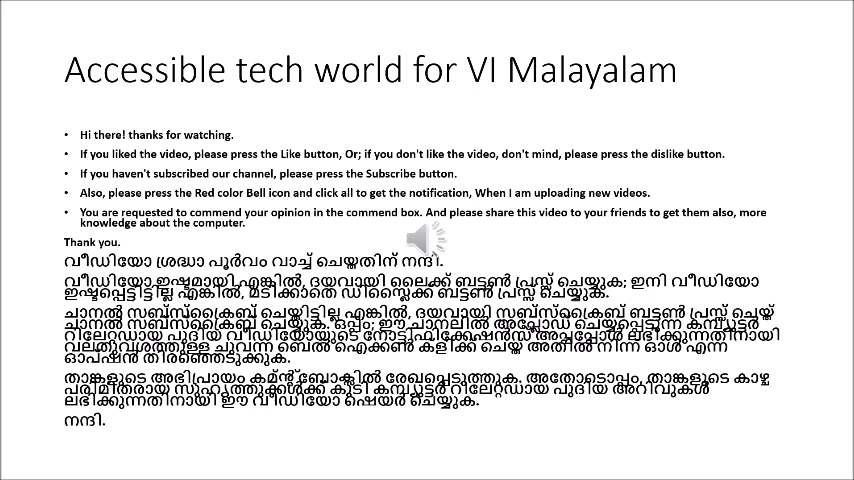 Accessible tech world for VI Malayalam
• Hi there! thanks for watching.
• If you liked the video, please press the Like button, Or; if you don't like the video, don't mind, please press the dislike button.
• If you haven't subscribed our channel, please press the Subscribe button.
• Also, please press the Red color Bell icon and click all to get the notification, When I am uploading new videos.
• You are requested to commend your opinion in the commend box. And please share this video to your friends to get them also, more
knowledge about the computer.
Thank you.
വീഡിയോ ശ്രദ്ധാ പൂർവം വാച്ച് ചെയ്തതിന് നന്ദി.
വീഡിയോ ഇഷ്ടമായി എങ്കിൽ, ദയവായി ലൈക്ക് ബട്ടൺ പ്രസ്സ് ചെയ്യുക; ഇനി വീഡിയോ
ഇഷ്ടപ്പെട്ടിട്ടില്ല എങ്കിൽ, മടിക്കാതെ ഡിസ്ലൈക്ക് ബട്ടൺ പ്രസ്സ് ചെയ്യുക.
ചാനൽ സബ്സ്ക്രൈബ് ചെയ്തിട്ടില്ല എങ്കിൽ, ദയവായി സബ്സ്ക്രൈബ് ബട്ടൺ പ്രസ്സ് ചെയ്ത്
ചാനൽ സബ്സ്ക്രൈബ് ചെയ്യുക. ഒപ്പം; ഈ ചാനലിൽ അപ്ലോഡ് ചെയ്യപ്പെടുന്ന കമ്പ്യൂട്ടർ
റിലേറ്റഡായ പുതിയ വീഡിയോയുടെ നോട്ടിഫിക്കേഷൻസ് അപ്പപ്പോൾ ലഭിക്കുന്നതിനായി
വലതുവശത്തുള്ള ചുവന്ന ബെൽ ഐക്കൺ ക്ളിക്ക് ചെയ്ത് അതിൽ നിന്ന് ഓൾ എന്ന
ഓപ്ഷൻ തിരഞ്ഞെടുക്കുക.
താങ്കളുടെ അഭിപ്രായം കമന്റ് ബോക്സിൽ രേഖപ്പെടുത്തുക. അതോടൊപ്പം, താങ്കളുടെ കാഴ്ച
പരിമിതരായ സുഹൃത്തുക്കൾക്ക് കൂടി കമ്പ്യൂട്ടർ റിലേറ്റഡായ പുതിയ അറിവുകൾ
ലഭിക്കുന്നതിനായി ഈ വീഡിയോ ഷെയർ ചെയ്യുക.
നന്ദി.